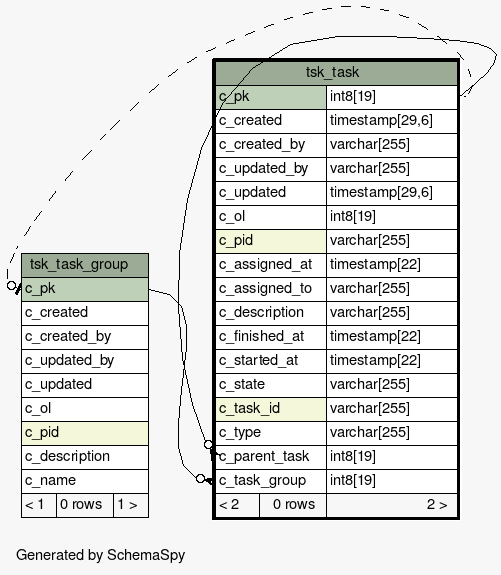 tsk_task
c_pk int8[19]
c_created timestamp[29,6]
c_created_by varchar[255]
c_updated_by varchar[255]
c_updated timestamp[29,6]
c_ol int8[19]
c_pid varchar[255]
c_assigned_at timestamp[22]
c_assigned_to varchar[255]
c_description varchar[255]
c_finished_at timestamp[22]
c_started_at timestamp[22]
c_state varchar[255]
c_task_id varchar[255]
c_type varchar[255]
c_parent_task int8[19]
c_task_group int8[19]
< 2 0 rows 2 >
tsk_task_group
c_pk
c_created
c_created_by
c_updated_by
c_updated
c_ol
c_pid
c_description
c_name
< 1 0 rows 1 >
Generated by SchemaSpy